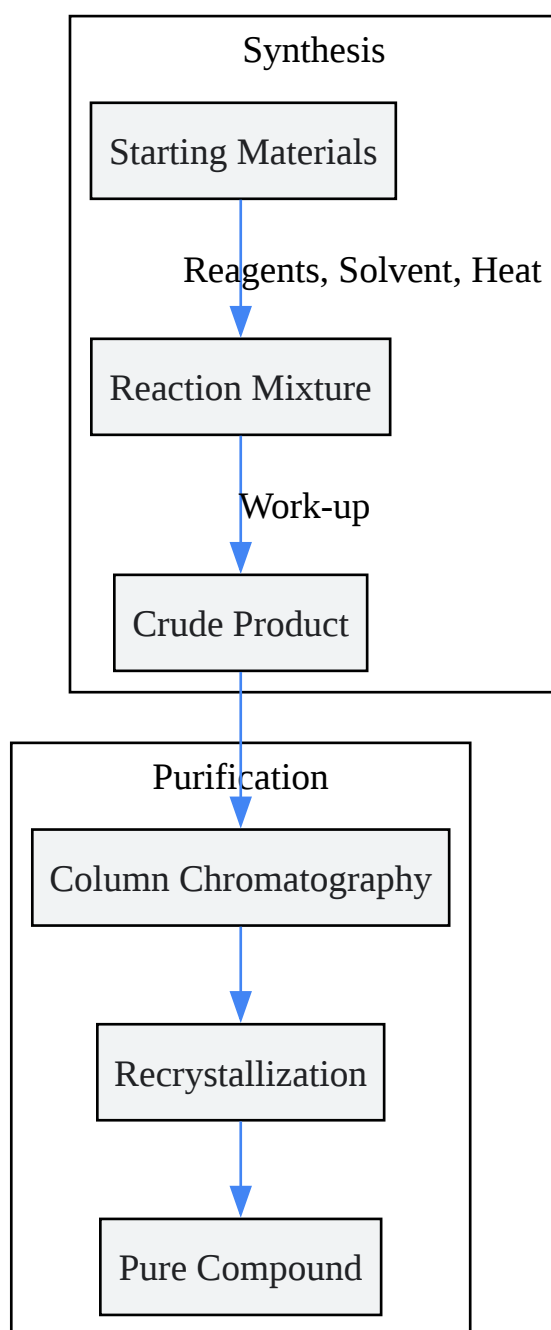 Synthesis
Starting Materials
Reagents, Solvent, Heat
Reaction Mixture
Work-up
Crude Product
Purification
Column Chromatography
Recrystallization
Pure Compound